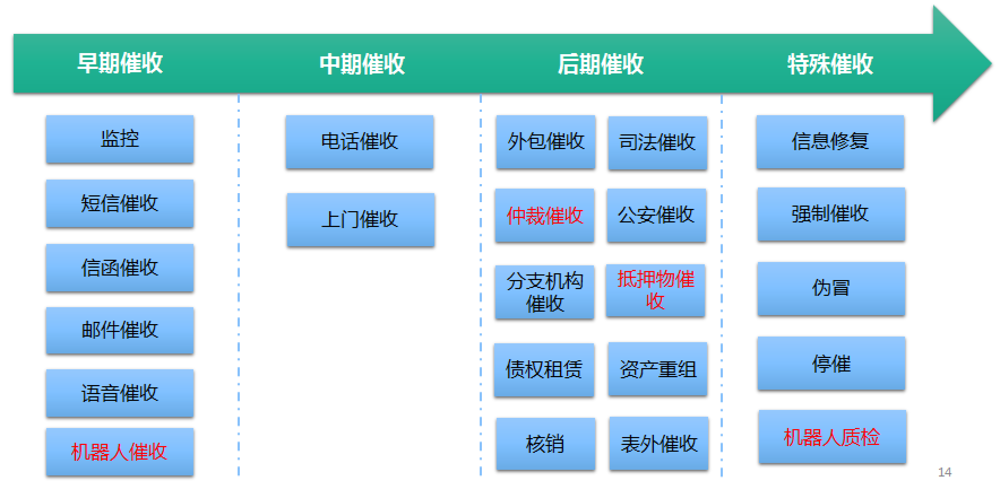 早期催收
中期催收
后期催收
特殊催收
监控
短信催收
信函催收
邮件催收
语音催收
机器人催收
电话催收
上门催收
外包催收
司法催收
仲裁催收
公安催收
分支机构
催收
抵押物催
收
债权租赁
资产重组
核销
表外催收
信息修复
强制催收
伪冒
停催
机器人质检
14